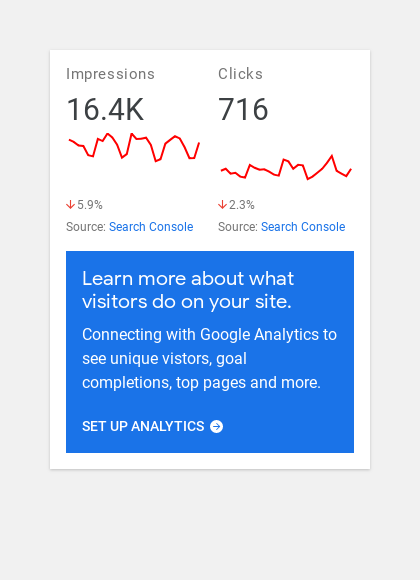 Impressions
Clicks
16.4K
716
5.9%
2.3%
Source: Search Console
Source: Search Console
Learn more about what
visitors do on your site.
Connecting with Google Analytics to
see unique vistors, goal
completions, top pages and more.
SET UP ANALYTICS